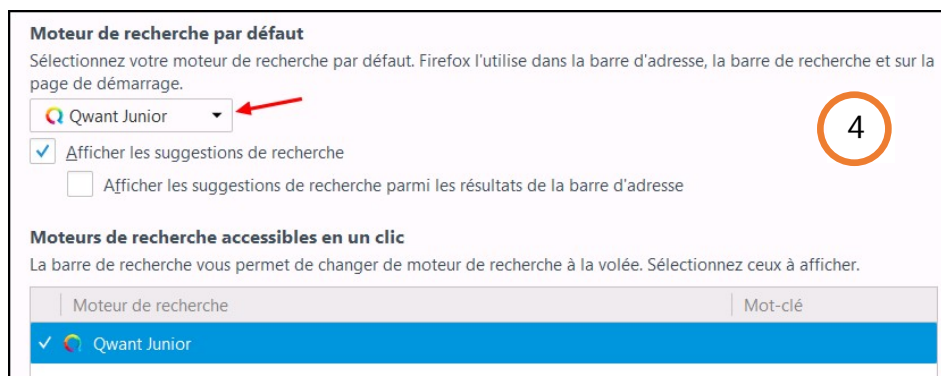 Moteur de recherche par défaut
Sélectionnez votre moteur de recherche par défaut. Firefox l'utilise dans la barre d'adresse, la barre de recherche et sur la
page de démarrage.
Qwant Junior
4
Afficher les suggestions de recherche
Afficher les suggestions de recherche parmi les résultats de la barre d'adresse
Moteurs de recherche accessibles en un clic
La barre de recherche vous permet de changer de moteur de recherche à la volée. Sélectionnez ceux à afficher.
Moteur de recherche Mot-clé
Qwant Junior